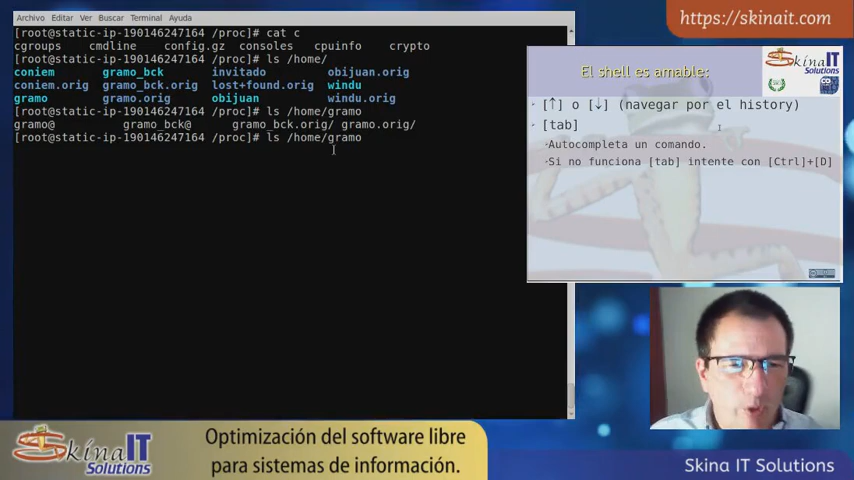 Archivo Editar Ver Buscar Terminal Ayuda
[root@static-ip-190146247164 /proc]# cat c
cgroups cmdline config.gz consoles cpuinfo crypto
[root@static-ip-190146247164 /proc]# ls /home/
coniem gramo_bck invitado obijuan.orig
coniem.orig gramo_bck.orig lost+found.orig windu
gramo gramo.orig obijuan windu.orig
[root@static-ip-190146247164 /proc]# ls /home/gramo
gramo@ gramo_bck@ gramo_bck.orig/ gramo.orig/
[root@static-ip-190146247164 /proc]# ls /home/gramo
https://skinait.com
El shell es amable:
Skina IT
Solutions
[↑] o [↓] (navegar por el history)
[tab]
Autocompleta un comando.
Si no funciona [tab] intente con [Ctrl]+[D]
Skina IT
Solutions
Optimización del software libre
para sistemas de información.
Skina IT Solutions